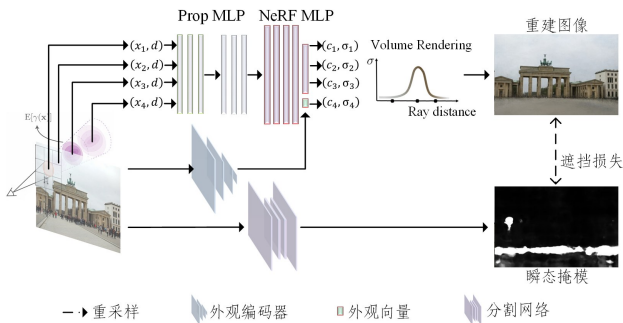 Prop MLP NeRF MLP
重建图像
(x₁, d) (c₁, σ₁)
(x₂, d) (c₂, σ₂)
(x₃, d) (c₃, σ₃)
(x₄, d) (c₄, σ₄)
Volume Rendering
σ
Ray distance
E[γ(x)]
遮挡损失
瞬态掩模
重采样 外观编码器 外观向量 分割网络